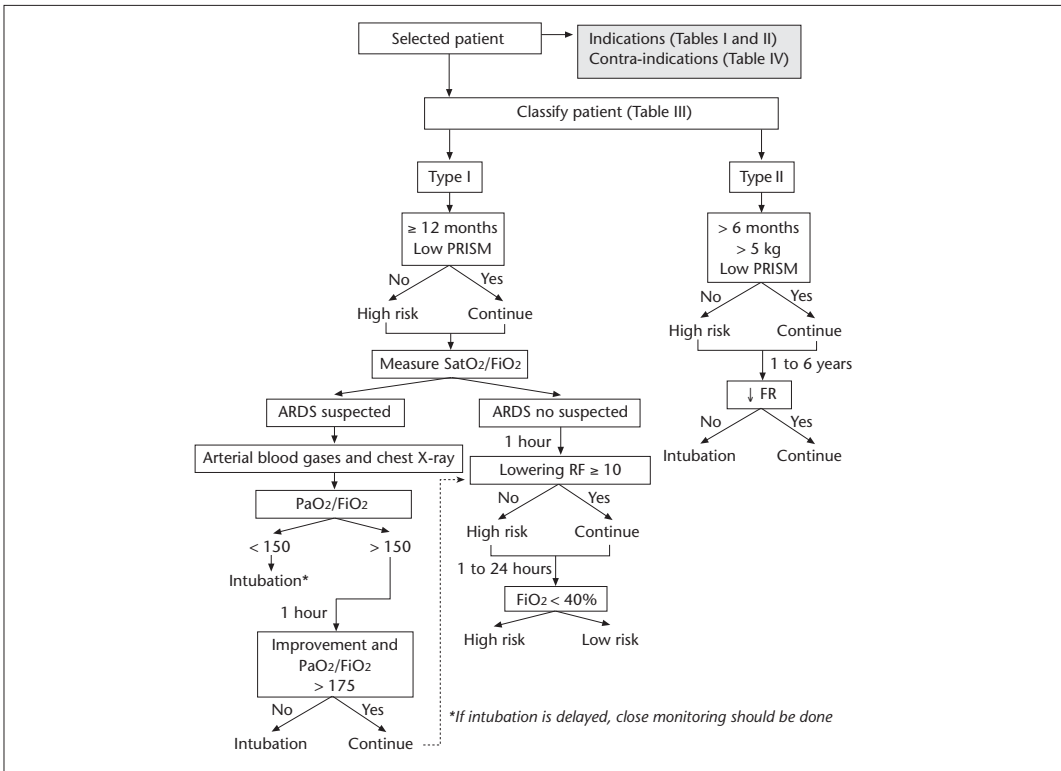 Selected patient
Indications (Tables I and II)
Contra-indications (Table IV)
Classify patient (Table III)
Type I
Type II
≥ 12 months
Low PRISM
> 6 months
> 5 kg
Low PRISM
No
Yes
High risk
Continue
No
Yes
High risk
Continue
Measure SatO2/FiO2
1 to 6 years
↓ FR
ARDS suspected
ARDS no suspected
No
Yes
Intubation
Continue
1 hour
Arterial blood gases and chest X-ray
Lowering RF ≥ 10
PaO2/FiO2
No
Yes
High risk
Continue
< 150
> 150
Intubation*
1 to 24 hours
FiO2 < 40%
1 hour
High risk
Low risk
Improvement and
PaO2/FiO2
> 175
No
Yes
*If intubation is delayed, close monitoring should be done
Intubation
Continue